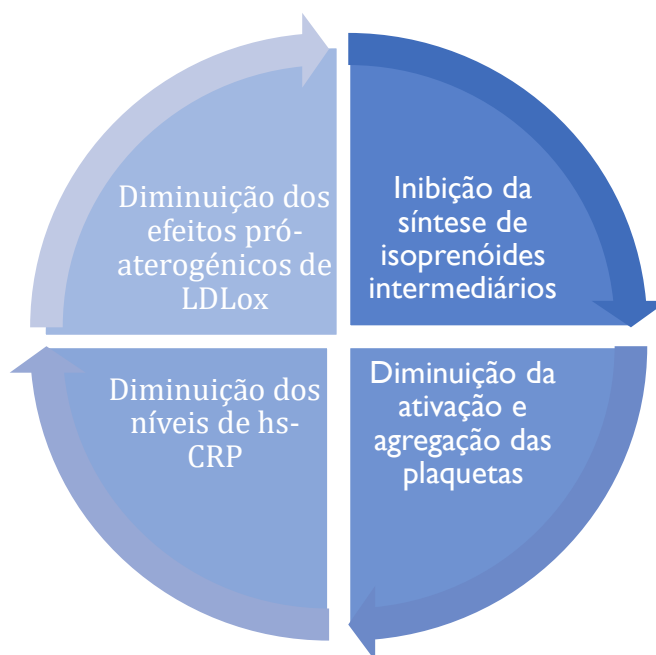 Diminuição dos
efeitos pró-
aterogénicos de
LDLox
Inibição da
síntese de
isoprenóides
intermediários
Diminuição dos
níveis de hs-
CRP
Diminuição da
ativação e
agregação das
plaquetas